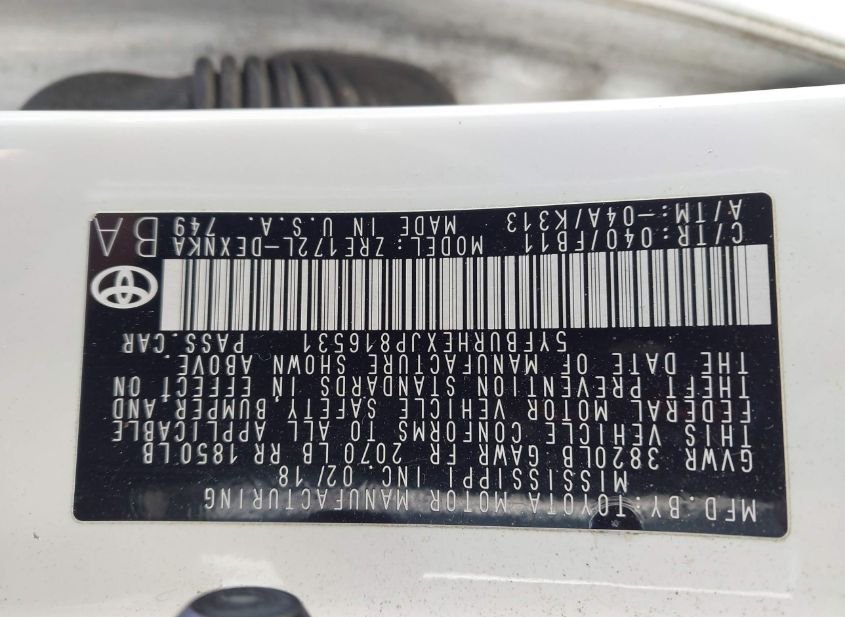 MFD.BY:TOYOTA MOTOR MANUFACTURING
MISSISSIPPI INC. 02/18
GVWR 3820LB GAWR FR 2070LB RR 1850LB
THIS VEHICLE CONFORMS TO ALL APPLICABLE
FEDERAL MOTOR VEHICLE SAFETY, BUMPER AND
THEFT PREVENTION STANDARDS IN EFFECT ON
THE DATE OF MANUFACTURE SHOWN ABOVE.
5YFBURHEXJP816531 PASS.CAR
C/TR:040/FB11 MODEL:ZRE172L-DEXNKA
A/TM:-04A/K313 MADE IN U.S.A. 749
BA